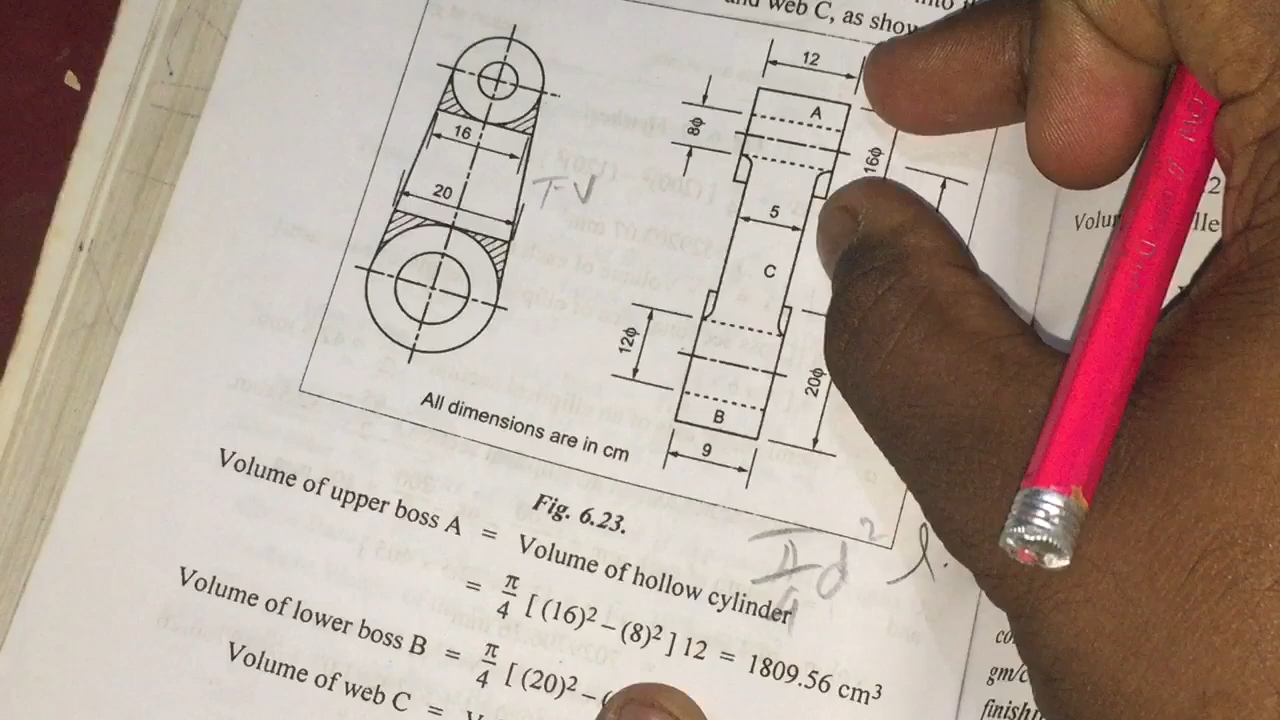 and web C, as show
12
A
8ϕ
16
16ϕ
20
T-V
5
C
12ϕ
20ϕ
B
9
All dimensions are in cm
Fig. 6.23.
π/4 d² l.
Volume of upper boss A = Volume of hollow cylinder
= π/4 [ (16)² – (8)² ] 12 = 1809.56 cm³
Volume of lower boss B = π/4 [ (20)² – (
Volume of web C =
gm/c